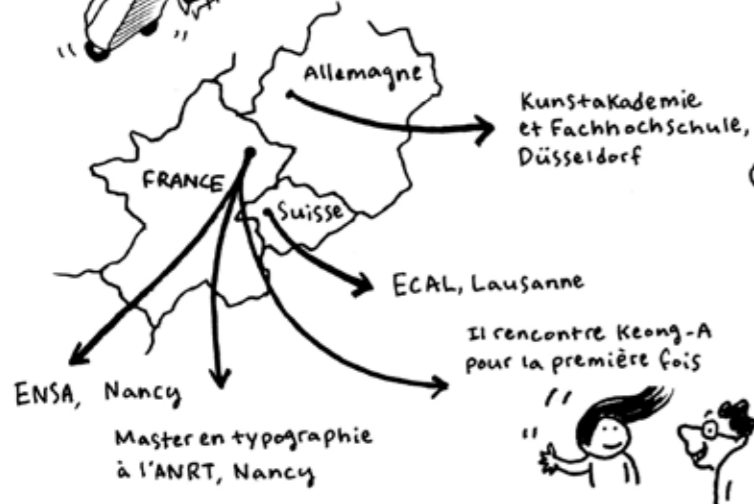 Allemagne
Kunstakademie
et Fachhochschule,
Düsseldorf
FRANCE
Suisse
ECAL, Lausanne
Il rencontre Keong-A
pour la première fois
ENSA, Nancy
Master en typographie
à l'ANRT, Nancy